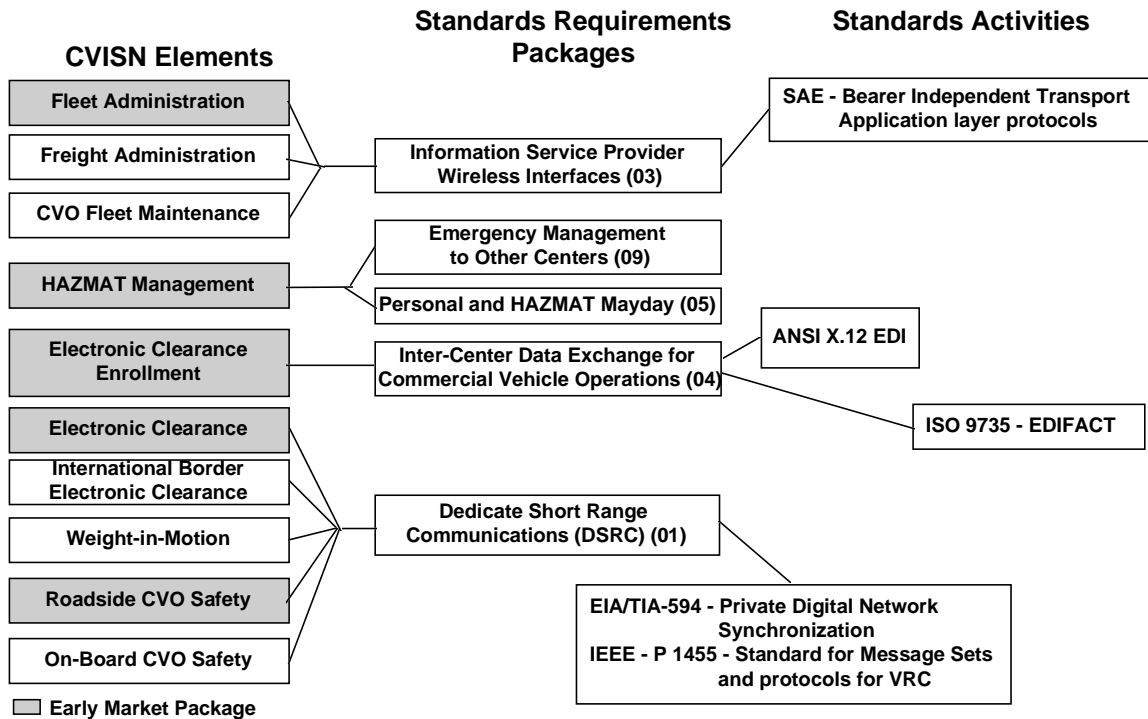 Standards Requirements
Packages
Standards Activities
CVISN Elements
Fleet Administration
Freight Administration
CVO Fleet Maintenance
HAZMAT Management
Electronic Clearance
Enrollment
Electronic Clearance
International Border
Electronic Clearance
Weight-in-Motion
Roadside CVO Safety
On-Board CVO Safety
Early Market Package
Information Service Provider
Wireless Interfaces (03)
Emergency Management
to Other Centers (09)
Personal and HAZMAT Mayday (05)
Inter-Center Data Exchange for
Commercial Vehicle Operations (04)
Dedicate Short Range
Communications (DSRC) (01)
SAE - Bearer Independent Transport
Application layer protocols
ANSI X.12 EDI
ISO 9735 - EDIFACT
EIA/TIA-594 - Private Digital Network
Synchronization
IEEE - P 1455 - Standard for Message Sets
and protocols for VRC